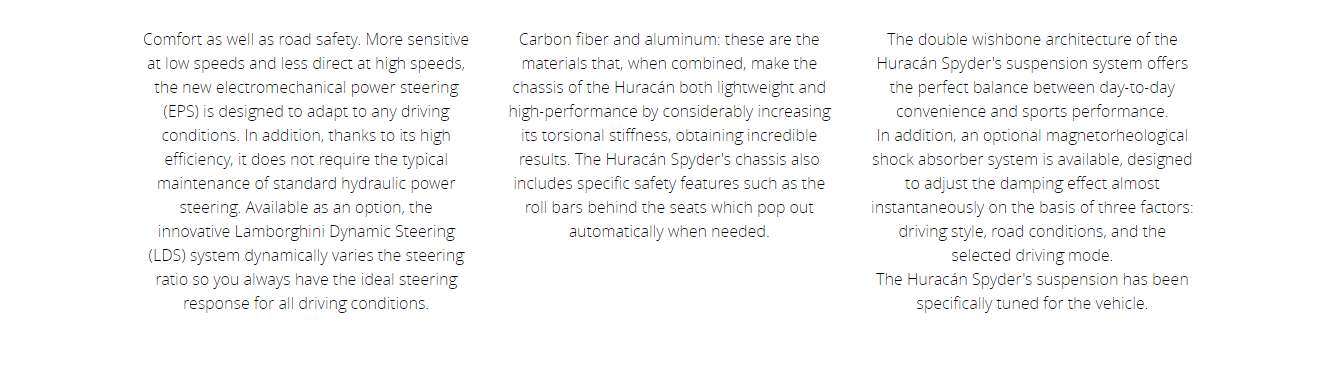 Comfort as well as road safety. More sensitive
at low speeds and less direct at high speeds,
the new electromechanical power steering
(EPS) is designed to adapt to any driving
conditions. In addition, thanks to its high
efficiency, it does not require the typical
maintenance of standard hydraulic power
steering. Available as an option, the
innovative Lamborghini Dynamic Steering
(LDS) system dynamically varies the steering
ratio so you always have the ideal steering
response for all driving conditions.
Carbon fiber and aluminum: these are the
materials that, when combined, make the
chassis of the Huracán both lightweight and
high-performance by considerably increasing
its torsional stiffness, obtaining incredible
results. The Huracán Spyder's chassis also
includes specific safety features such as the
roll bars behind the seats which pop out
automatically when needed.
The double wishbone architecture of the
Huracán Spyder's suspension system offers
the perfect balance between day-to-day
convenience and sports performance.
In addition, an optional magnetorheological
shock absorber system is available, designed
to adjust the damping effect almost
instantaneously on the basis of three factors:
driving style, road conditions, and the
selected driving mode.
The Huracán Spyder's suspension has been
specifically tuned for the vehicle.